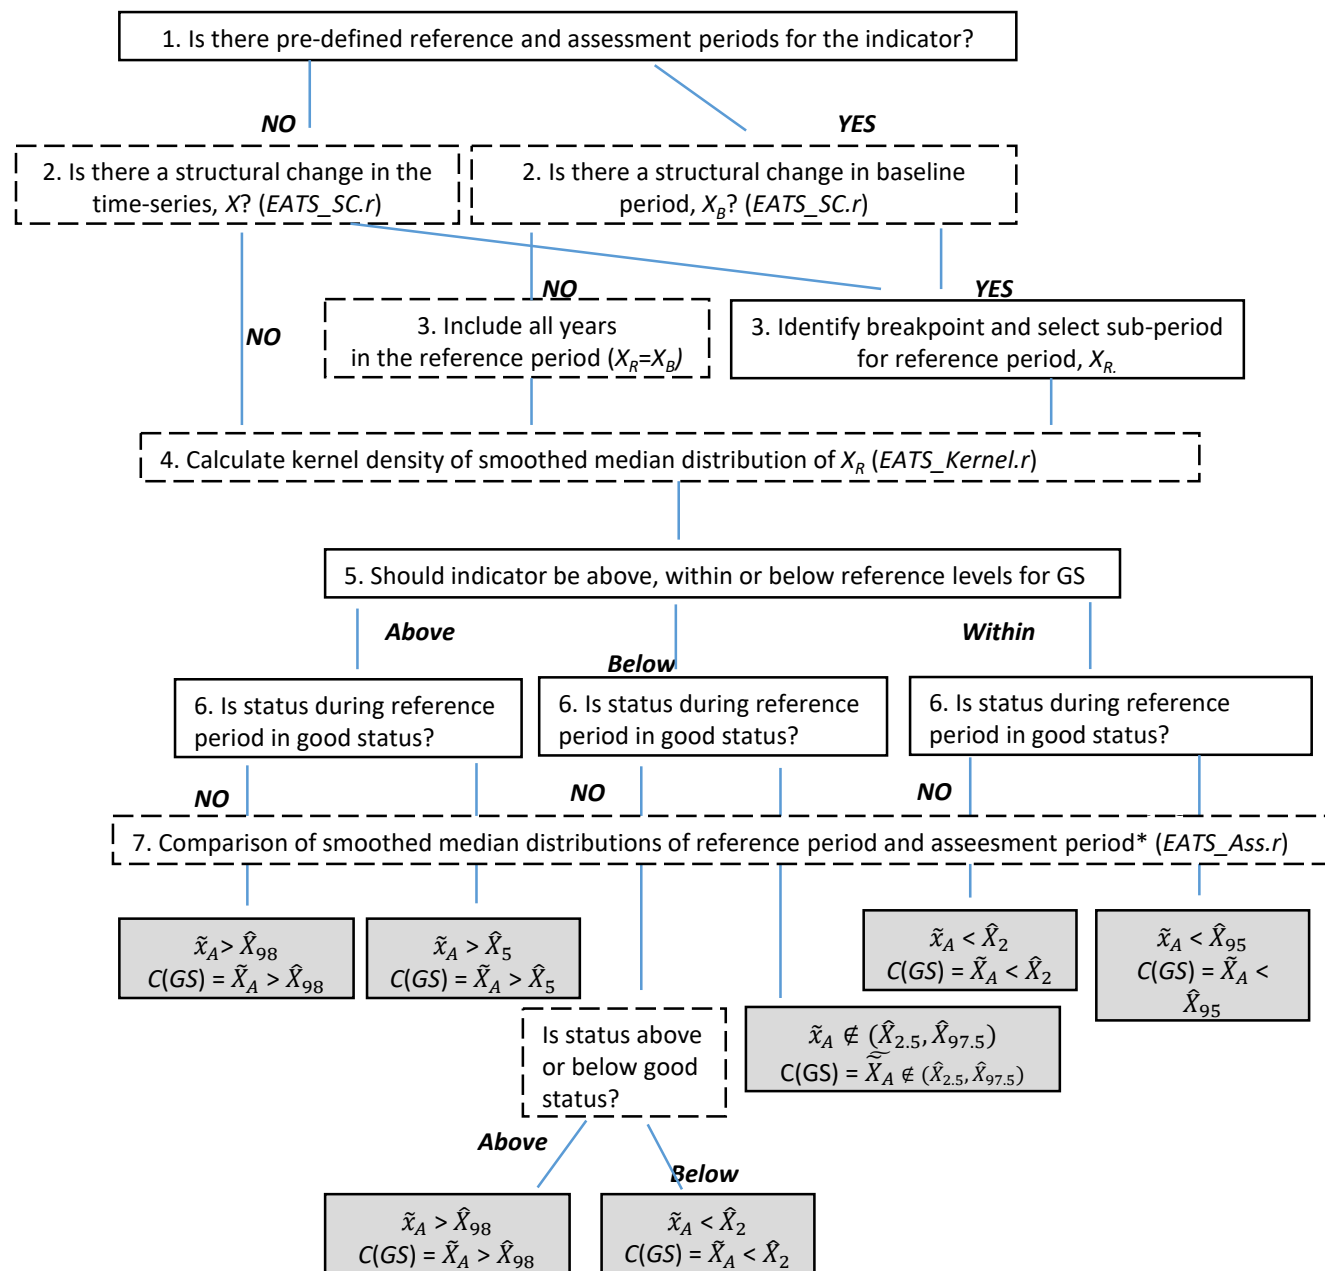 1. Is there pre-defined reference and assessment periods for the indicator?
NO
YES
2. Is there a structural change in the
time-series, X? (EATS_SC.r)
2. Is there a structural change in baseline
period, X_B? (EATS_SC.r)
NO
NO
YES
3. Include all years
in the reference period (X_R=X_B)
3. Identify breakpoint and select sub-period
for reference period, X_R.
4. Calculate kernel density of smoothed median distribution of X_R (EATS_Kernel.r)
5. Should indicator be above, within or below reference levels for GS
Above
Below
Within
6. Is status during reference
period in good status?
6. Is status during reference
period in good status?
6. Is status during reference
period in good status?
NO
NO
NO
7. Comparison of smoothed median distributions of reference period and asseesment period* (EATS_Ass.r)
x̃_A > X̂_98
C(GS) = X̃_A > X̂_98
x̃_A > X̂_5
C(GS) = X̃_A > X̂_5
x̃_A < X̂_2
C(GS) = X̃_A < X̂_2
x̃_A < X̂_95
C(GS) = X̃_A <
X̂_95
Is status above
or below good
status?
x̃_A ∉ (X̂_2.5, X̂_97.5)
C(GS) = X̃̃_A ∉ (X̂_2.5, X̂_97.5)
Above
Below
x̃_A > X̂_98
C(GS) = X̃_A > X̂_98
x̃_A < X̂_2
C(GS) = X̃_A < X̂_2